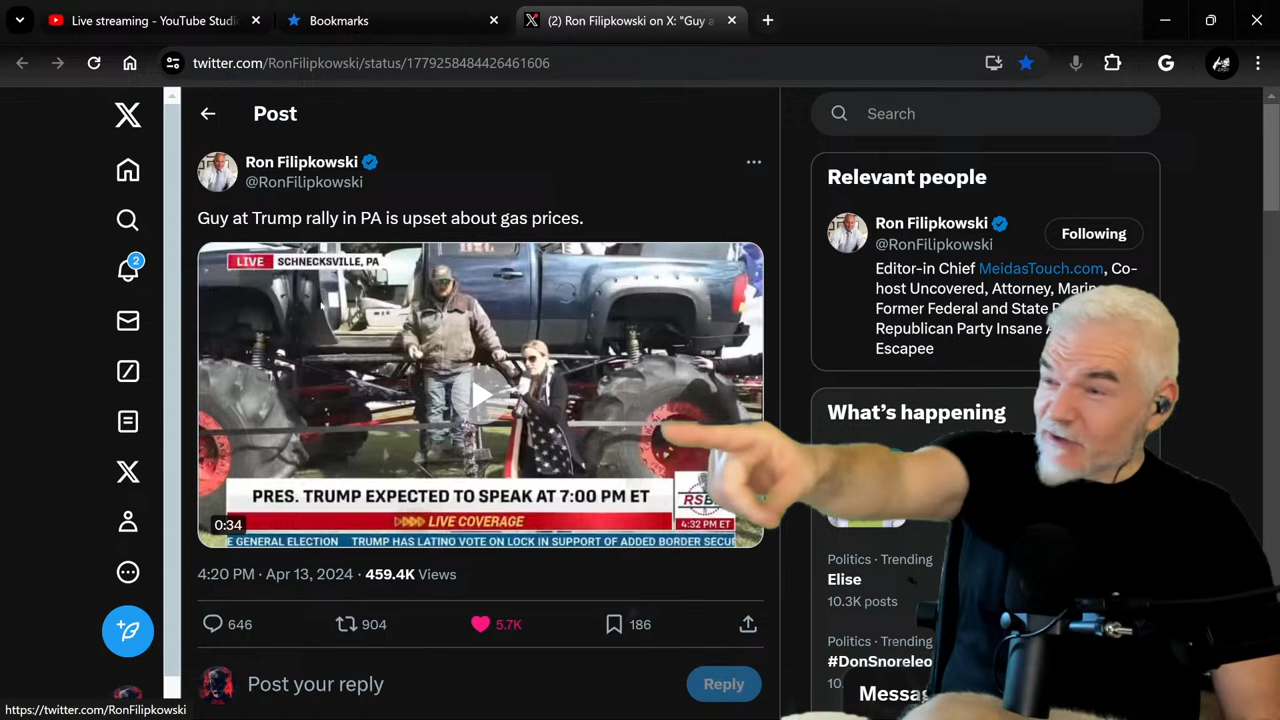 Live streaming - YouTube Studi
Bookmarks
(2) Ron Filipkowski on X: "Guy a
twitter.com/RonFilipkowski/status/1779258484426461606
Post
Search
Ron Filipkowski
@RonFilipkowski
Guy at Trump rally in PA is upset about gas prices.
LIVE SCHNECKSVILLE, PA
PRES. TRUMP EXPECTED TO SPEAK AT 7:00 PM ET
LIVE COVERAGE
4:32 PM ET
0:34
E GENERAL ELECTION TRUMP HAS LATINO VOTE ON LOCK IN SUPPORT OF ADDED BORDER SECUR
4:20 PM · Apr 13, 2024 · 459.4K Views
646
904
5.7K
186
Post your reply
Reply
2
Relevant people
Ron Filipkowski
@RonFilipkowski
Following
Editor-in Chief MeidasTouch.com, Co-
host Uncovered, Attorney, Marine
Former Federal and State P
Republican Party Insane A
Escapee
What's happening
Politics · Trending
Elise
10.3K posts
Politics · Trending
#DonSnoreleo
10.
Messag
https://twitter.com/RonFilipkowski